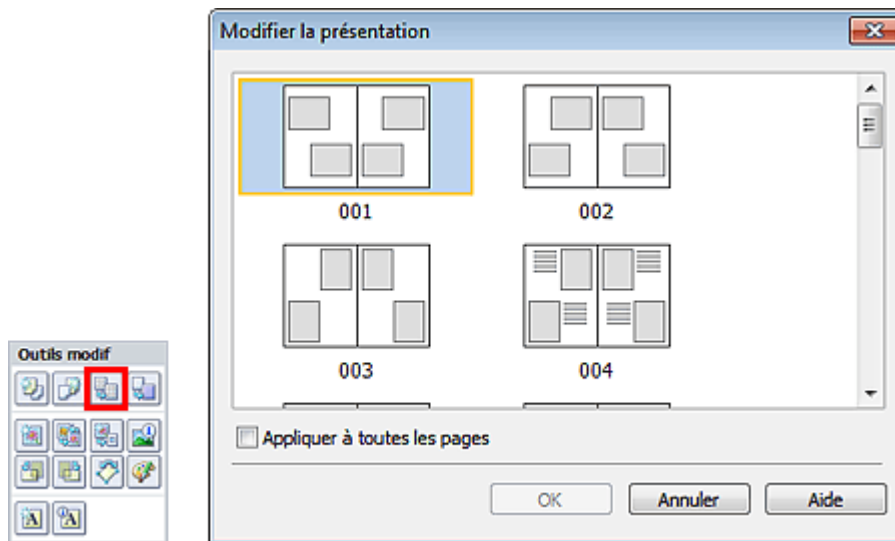 Modifier la présentation
001
002
003
004
Appliquer à toutes les pages
OK
Annuler
Aide
Outils modif
A
A